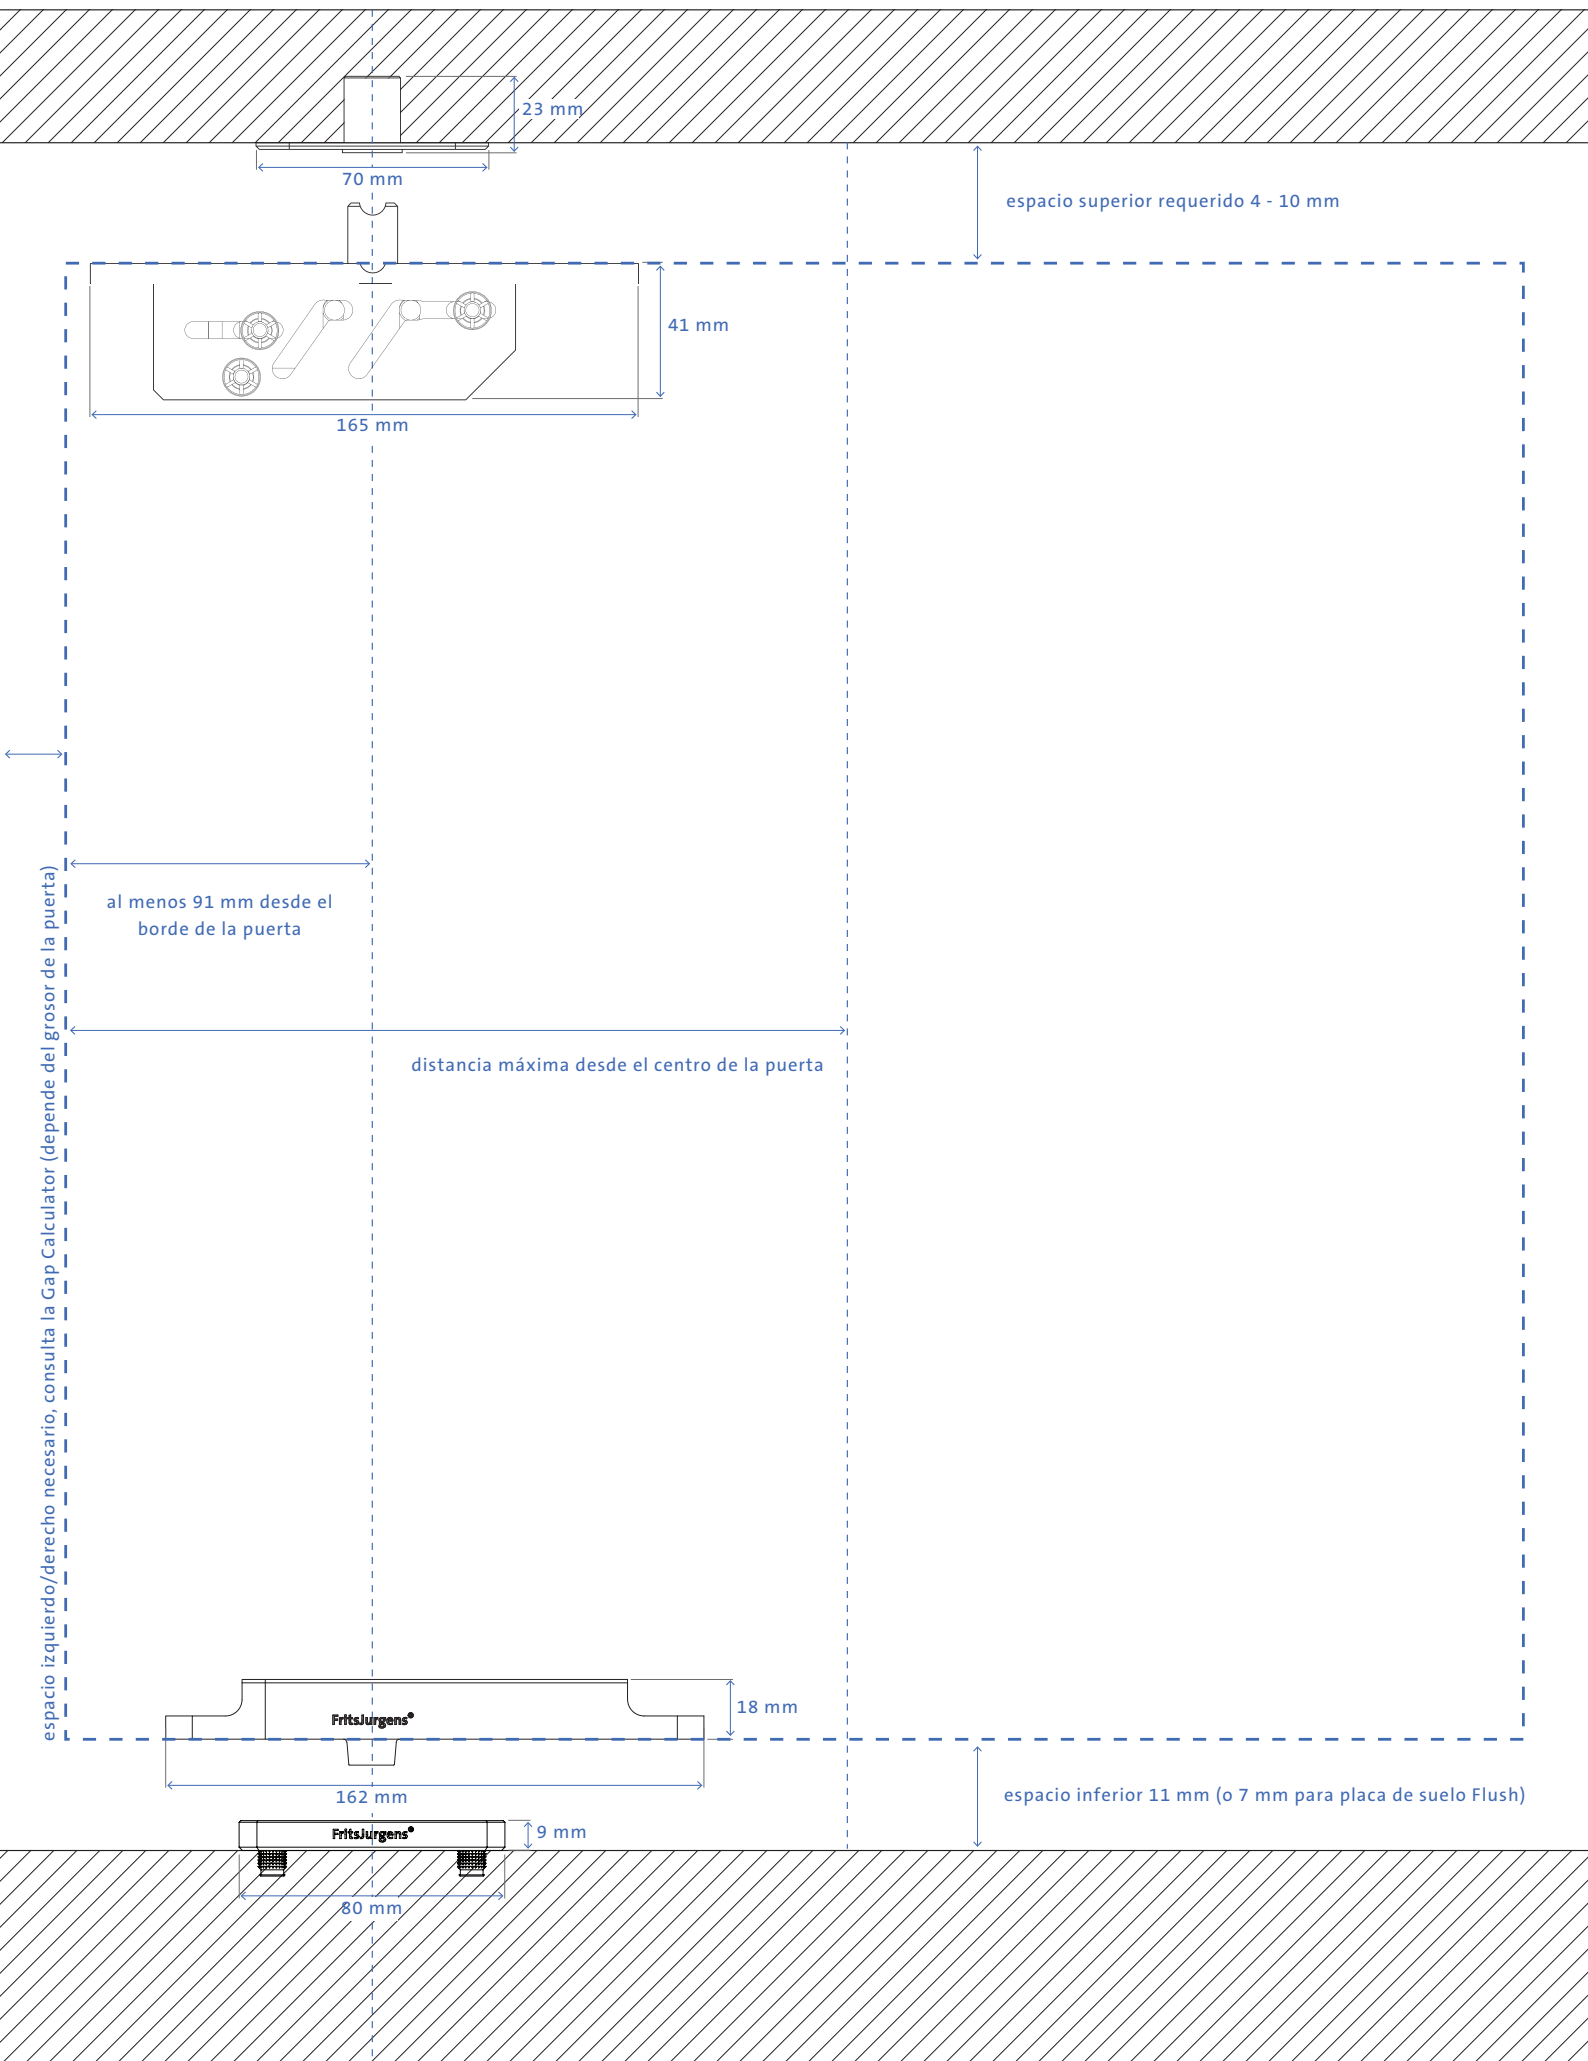 23 mm
70 mm
espacio superior requerido 4 - 10 mm
41 mm
165 mm
al menos 91 mm desde el
borde de la puerta
distancia máxima desde el centro de la puerta
espacio izquierdo/derecho necesario, consulta la Gap Calculator (depende del grosor de la puerta)
18 mm
FritsJurgens®
162 mm
espacio inferior 11 mm (o 7 mm para placa de suelo Flush)
FritsJurgens®
9 mm
80 mm